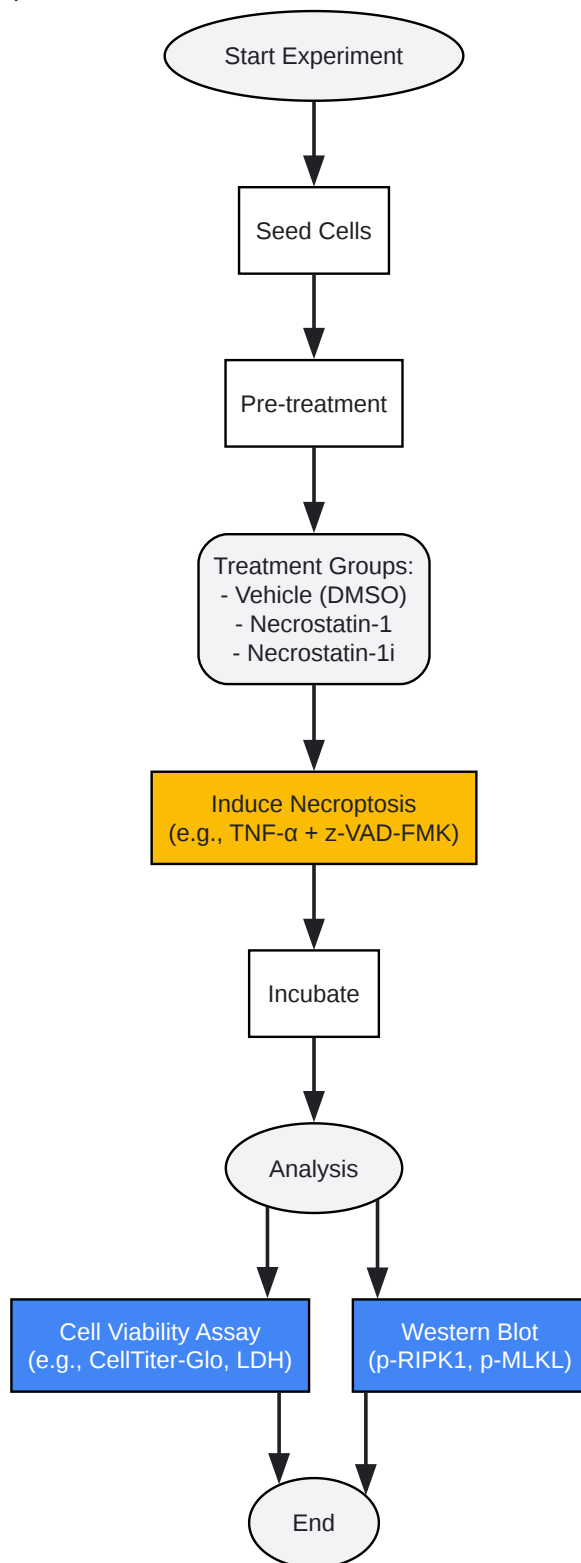 Start Experiment
Seed Cells
Pre-treatment
Treatment Groups:
- Vehicle (DMSO)
- Necrostatin-1
- Necrostatin-1i
Induce Necroptosis
(e.g., TNF-α + z-VAD-FMK)
Incubate
Analysis
Cell Viability Assay
(e.g., CellTiter-Glo, LDH)
Western Blot
(p-RIPK1, p-MLKL)
End